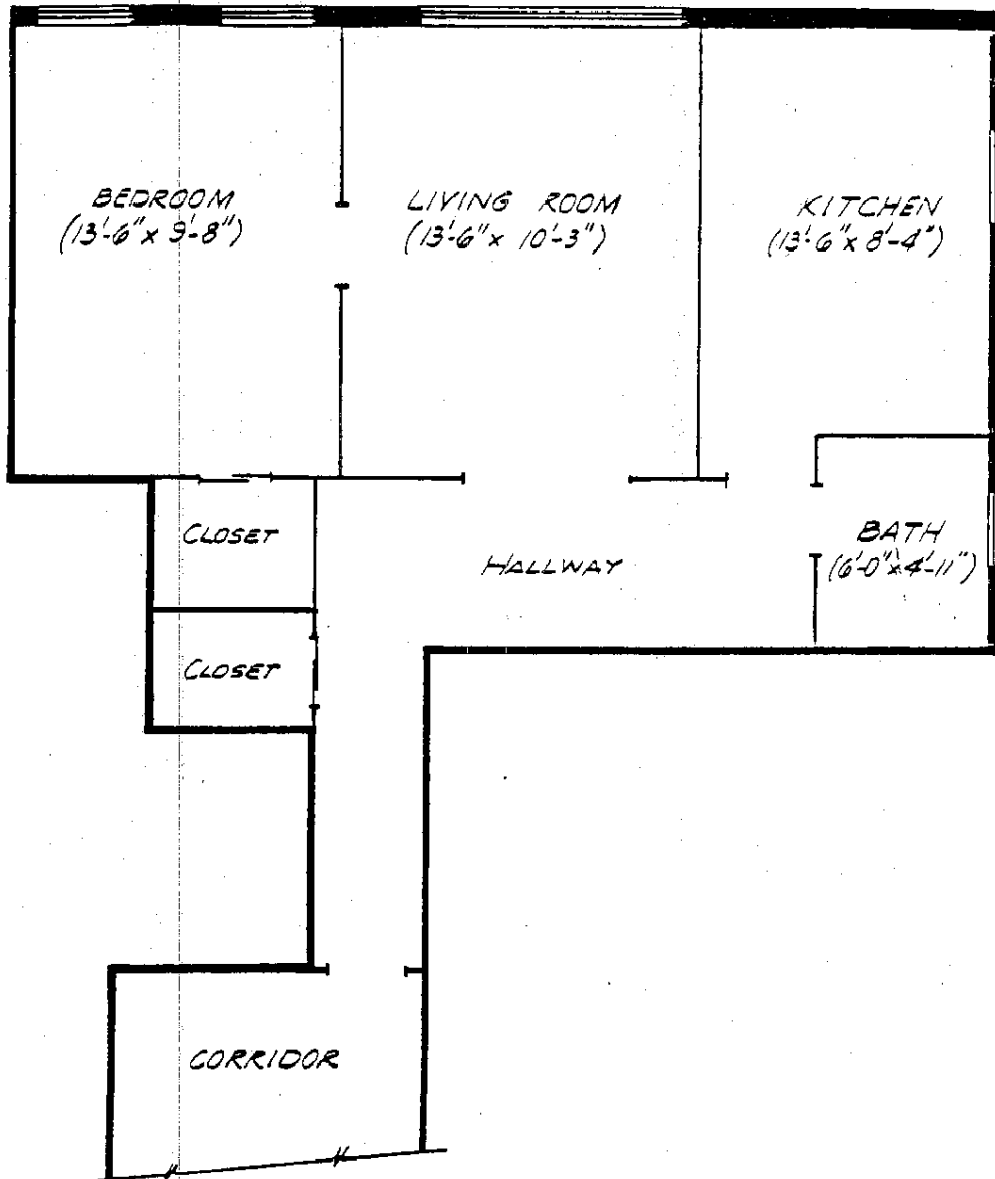 BEDROOM
(13'-6" x 9'-8")
LIVING ROOM
(13'-6" x 10'-3")
KITCHEN
(13'-6" x 8'-4")
CLOSET
HALLWAY
BATH
(6'-0" x 4'-11")
CLOSET
CORRIDOR